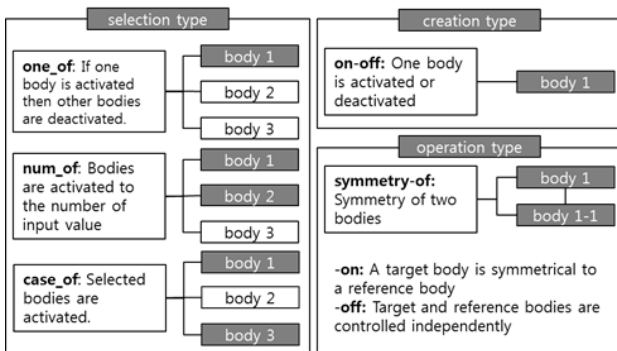 selection type
one_of: If one
body is activated
then other bodies
are deactivated.
body 1
body 2
body 3
num_of: Bodies
are activated to
the number of
input value
body 1
body 2
body 3
case_of: Selected
bodies are
activated.
body 1
body 2
body 3
creation type
on-off: One body
is activated or
deactivated
body 1
operation type
symmetry-of:
Symmetry of two
bodies
body 1
body 1-1
-on: A target body is symmetrical to
a reference body
-off: Target and reference bodies are
controlled independently